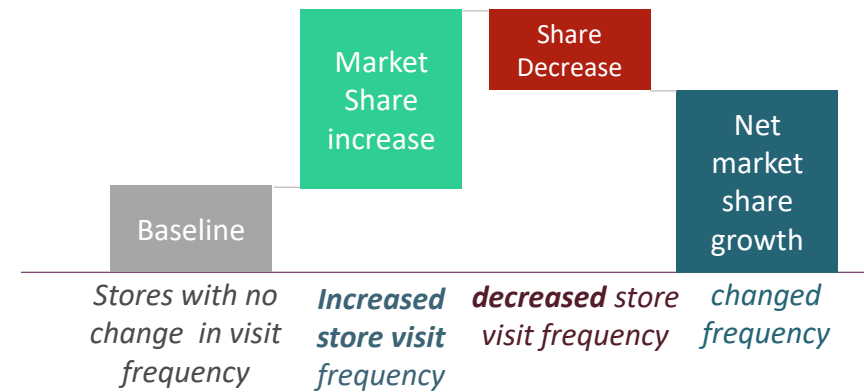 Market
Share
increase
Share
Decrease
Net
market
share
growth
Baseline
Stores with no
change in visit
frequency
Increased
store visit
frequency
decreased store
visit frequency
changed
frequency